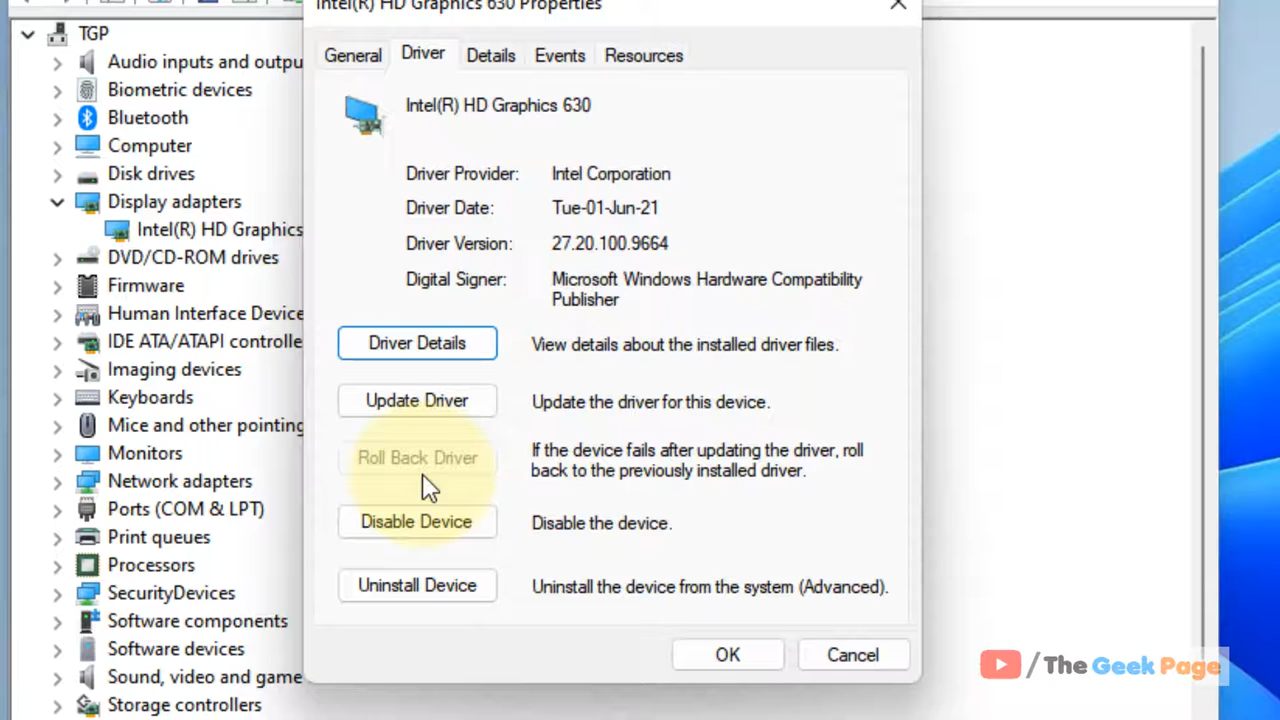 Intel(R) HD Graphics 630 Properties
TGP
Audio inputs and outpu
Biometric devices
Bluetooth
Computer
Disk drives
Display adapters
Intel(R) HD Graphics
DVD/CD-ROM drives
Firmware
Human Interface Device
IDE ATA/ATAPI controlle
Imaging devices
Keyboards
Mice and other pointing
Monitors
Network adapters
Ports (COM & LPT)
Print queues
Processors
SecurityDevices
Software components
Software devices
Sound, video and game
Storage controllers
General Driver Details Events Resources
Intel(R) HD Graphics 630
Driver Provider: Intel Corporation
Driver Date: Tue-01-Jun-21
Driver Version: 27.20.100.9664
Digital Signer: Microsoft Windows Hardware Compatibility
Publisher
Driver Details View details about the installed driver files.
Update Driver Update the driver for this device.
Roll Back Driver If the device fails after updating the driver, roll
back to the previously installed driver.
Disable Device Disable the device.
Uninstall Device Uninstall the device from the system (Advanced).
OK Cancel
/The Geek Page